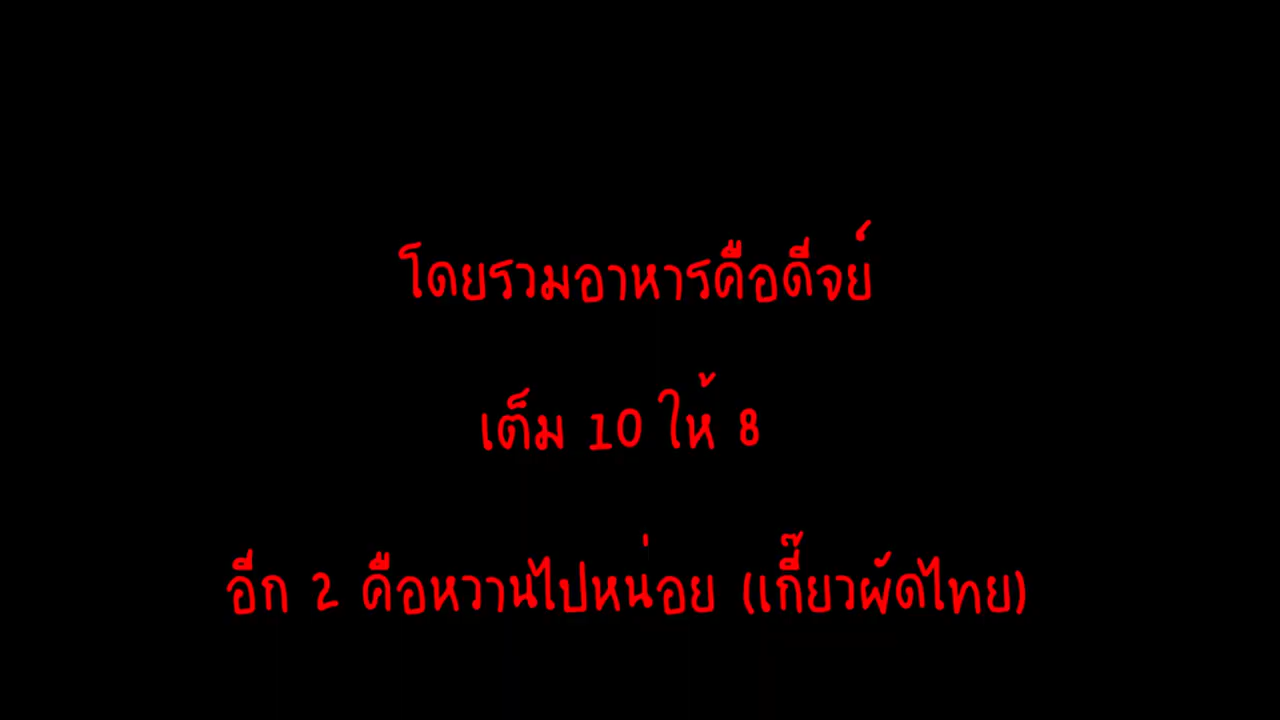 โดยรวมอาหารคือดีจย์
เต็ม 10 ให้ 8
อีก 2 คือหวานไปหน่อย (เกี๊ยวผัดไทย)